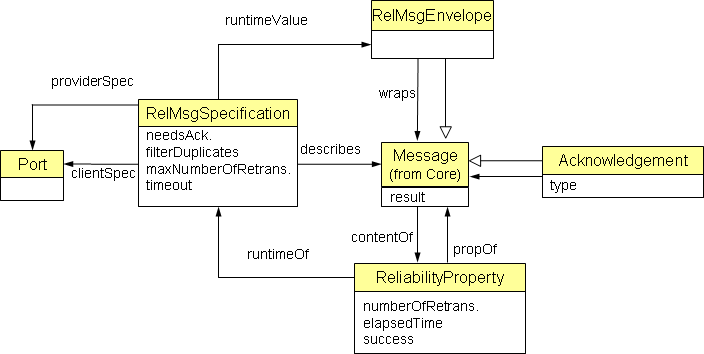 RelMsgEnvelope
runtimeValue
wraps
providerSpec
RelMsgSpecification
needsAck.
filterDuplicates
maxNumberOfRetrans.
timeout
Port
clientSpec
describes
Message
(from Core)
result
Acknowledgement
type
contentOf
propOf
runtimeOf
ReliabilityProperty
numberOfRetrans.
elapsedTime
success